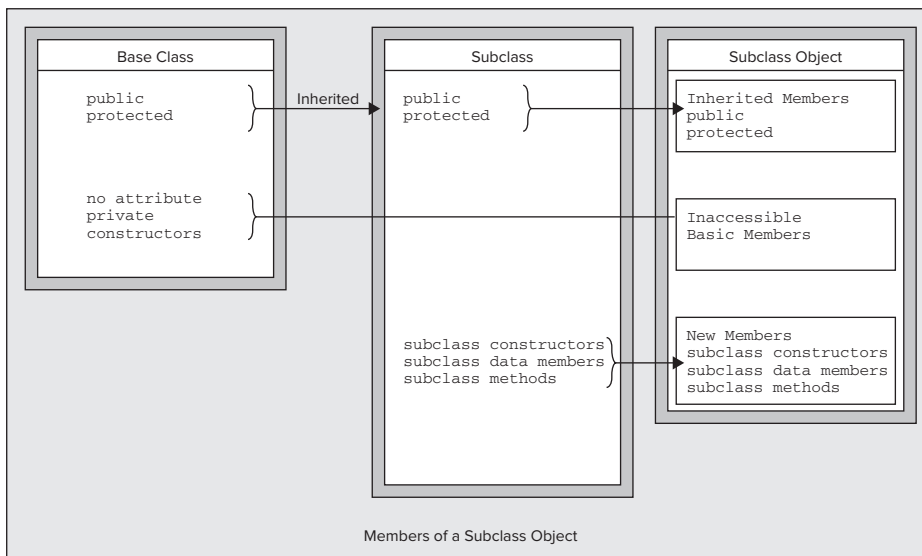 Base Class
public
protected
no attribute
private
constructors
Inherited
Subclass
public
protected
subclass constructors
subclass data members
subclass methods
Subclass Object
Inherited Members
public
protected
Inaccessible
Basic Members
New Members
subclass constructors
subclass data members
subclass methods
Members of a Subclass Object